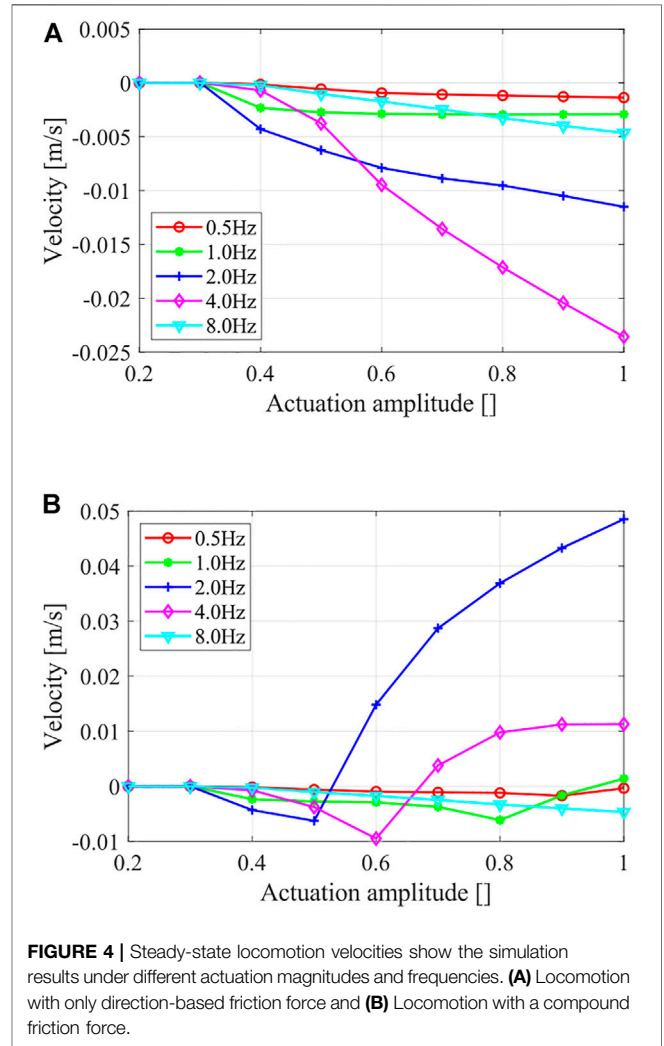 A
0.005
0
-0.005
-0.01
-0.015
-0.02
-0.025
Velocity [m/s]
0.5Hz
1.0Hz
2.0Hz
4.0Hz
8.0Hz
0.2 0.4 0.6 0.8 1
Actuation amplitude []
B
0.05
0.04
0.03
0.02
0.01
0
-0.01
Velocity [m/s]
0.5Hz
1.0Hz
2.0Hz
4.0Hz
8.0Hz
0.2 0.4 0.6 0.8 1
Actuation amplitude []
FIGURE 4 | Steady-state locomotion velocities show the simulation
results under different actuation magnitudes and frequencies. (A) Locomotion
with only direction-based friction force and (B) Locomotion with a compound
friction force.